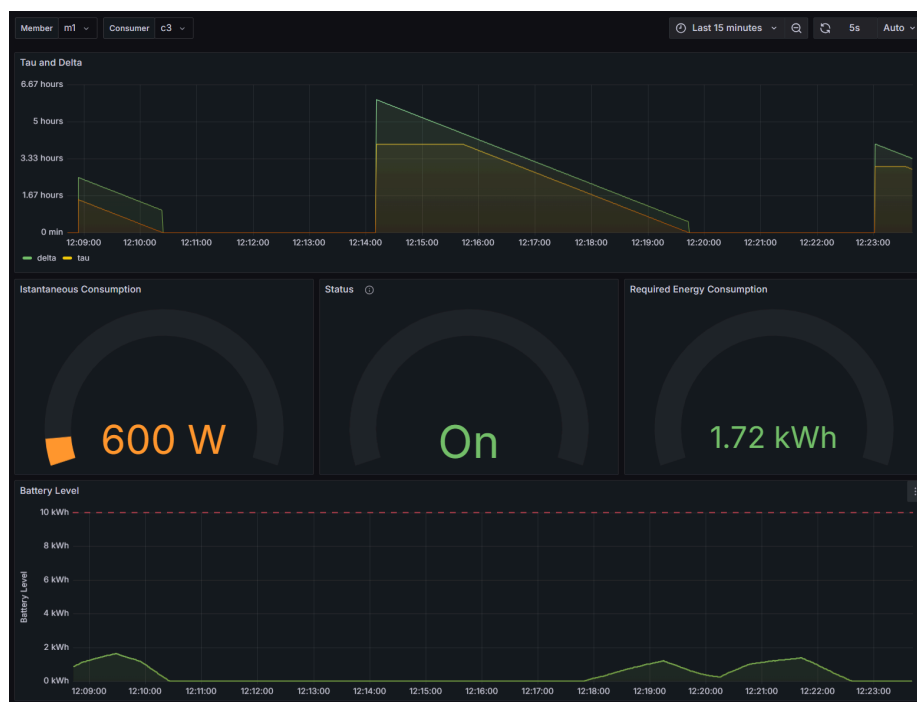 Member m1 Consumer c3 Last 15 minutes 5s Auto
Tau and Delta
6.67 hours
5 hours
3.33 hours
1.67 hours
0 min
12:09:00 12:10:00 12:11:00 12:12:00 12:13:00 12:14:00 12:15:00 12:16:00 12:17:00 12:18:00 12:19:00 12:20:00 12:21:00 12:22:00 12:23:00
delta tau
Istantaneous Consumption
600 W
Status
On
Required Energy Consumption
1.72 kWh
Battery Level
Battery Level
10 kWh
8 kWh
6 kWh
4 kWh
2 kWh
0 kWh
12:09:00 12:10:00 12:11:00 12:12:00 12:13:00 12:14:00 12:15:00 12:16:00 12:17:00 12:18:00 12:19:00 12:20:00 12:21:00 12:22:00 12:23:00